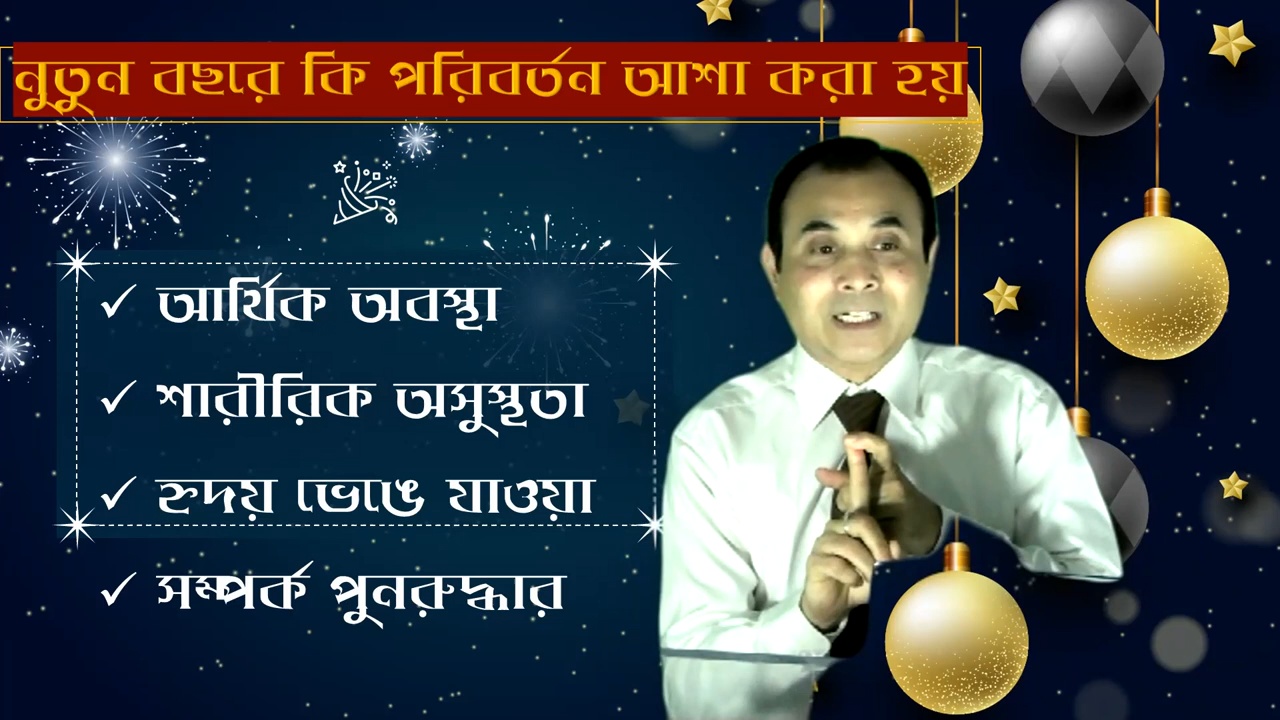 নুতুন বছরে কি পরিবর্তন আশা করা হয়
✓ আর্থিক অবস্থা
✓ শারীরিক অসুস্থতা
✓ হৃদয় ভেঙে যাওয়া
✓ সম্পর্ক পুনরুদ্ধার